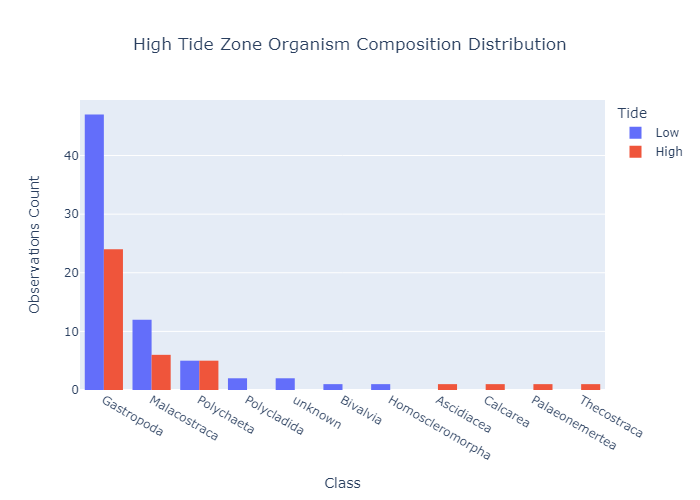 High Tide Zone Organism Composition Distribution
Tide
Low
High
Observations Count
40
30
20
10
0
Gastropoda
Malacostraca
Polychaeta
Polycladida
unknown
Bivalvia
Homoscleromorpha
Ascidiacea
Calcarea
Palaeonemertea
Thecostraca
Class